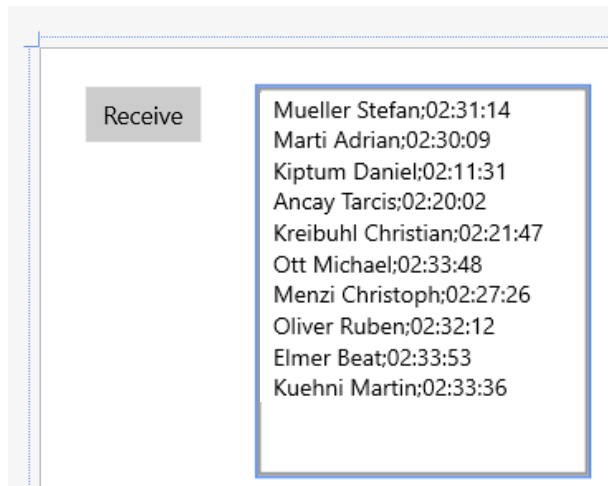 Receive
Mueller Stefan;02:31:14
Marti Adrian;02:30:09
Kiptum Daniel;02:11:31
Ancay Tarcis;02:20:02
Kreibuhl Christian;02:21:47
Ott Michael;02:33:48
Menzi Christoph;02:27:26
Oliver Ruben;02:32:12
Elmer Beat;02:33:53
Kuehni Martin;02:33:36